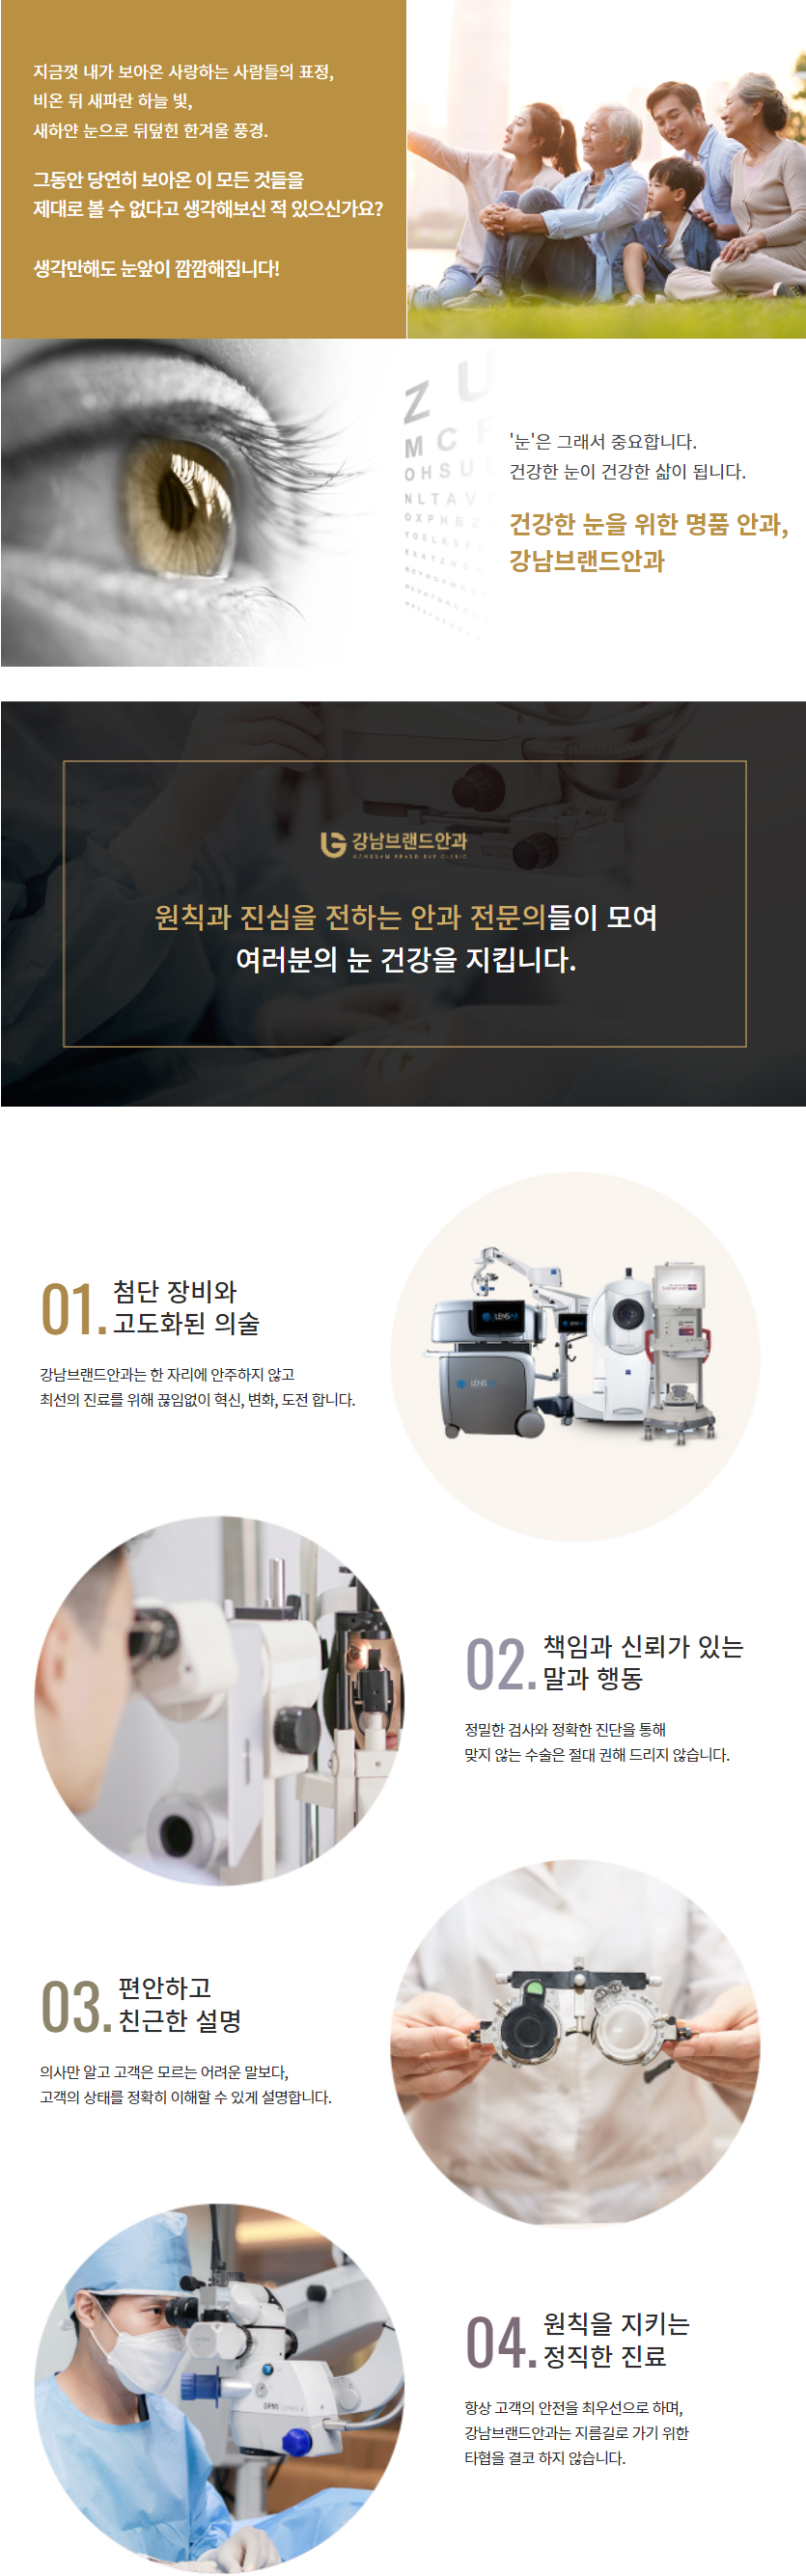 지금껏 내가 보아온 사랑하는 사람들의 표정,
비온 뒤 새파란 하늘 빛,
새하얀 눈으로 뒤덮힌 한겨울 풍경.
그동안 당연히 보아온 이 모든 것들을
제대로 볼 수 없다고 생각해보신 적 있으신가요?
생각만해도 눈앞이 깜깜해집니다!
Z U
M C F
O H S U E
N L T A V
O X P H B Z
'눈'은 그래서 중요합니다.
건강한 눈이 건강한 삶이 됩니다.
건강한 눈을 위한 명품 안과,
강남브랜드안과
강남브랜드안과
GANGNAM BRAND EYE CLINIC
원칙과 진심을 전하는 안과 전문의들이 모여
여러분의 눈 건강을 지킵니다.
01. 첨단 장비와
고도화된 의술
강남브랜드안과는 한 자리에 안주하지 않고
최선의 진료를 위해 끊임없이 혁신, 변화, 도전 합니다.
LENS
LENS
02. 책임과 신뢰가 있는
말과 행동
정밀한 검사와 정확한 진단을 통해
맞지 않는 수술은 절대 권해 드리지 않습니다.
03. 편안하고
친근한 설명
의사만 알고 고객은 모르는 어려운 말보다,
고객의 상태를 정확히 이해할 수 있게 설명합니다.
04. 원칙을 지키는
정직한 진료
항상 고객의 안전을 최우선으로 하며,
강남브랜드안과는 지름길로 가기 위한
타협을 결코 하지 않습니다.
OPMI